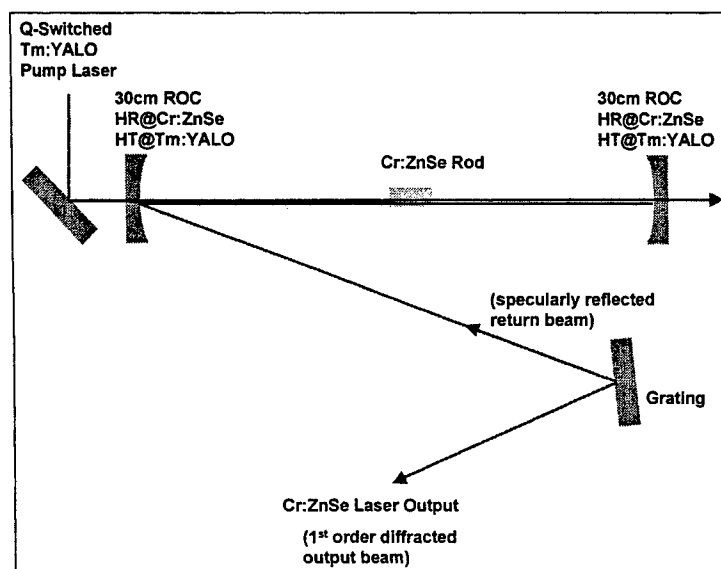 Q-Switched
Tm:YALO
Pump Laser
30cm ROC
HR@Cr:ZnSe
HT@Tm:YALO
30cm ROC
HR@Cr:ZnSe
HT@Tm:YALO
Cr:ZnSe Rod
(specularly reflected
return beam)
Grating
Cr:ZnSe Laser Output
(1st order diffracted
output beam)